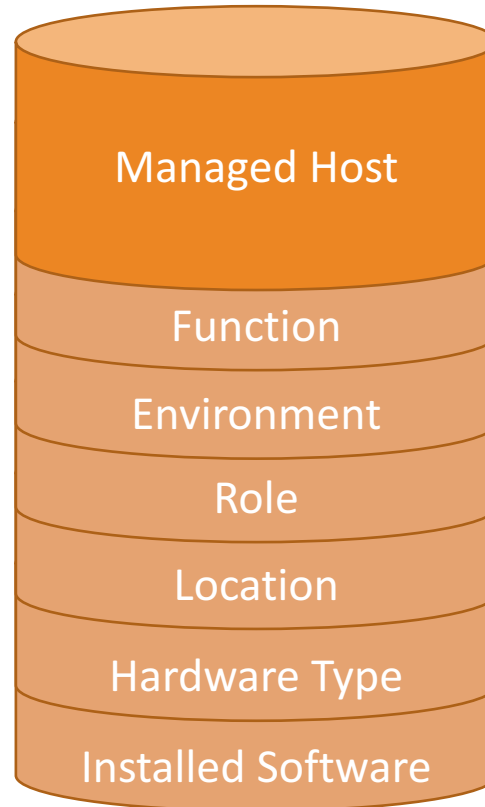 Managed Host
Function
Environment
Role
Location
Hardware Type
Installed Software